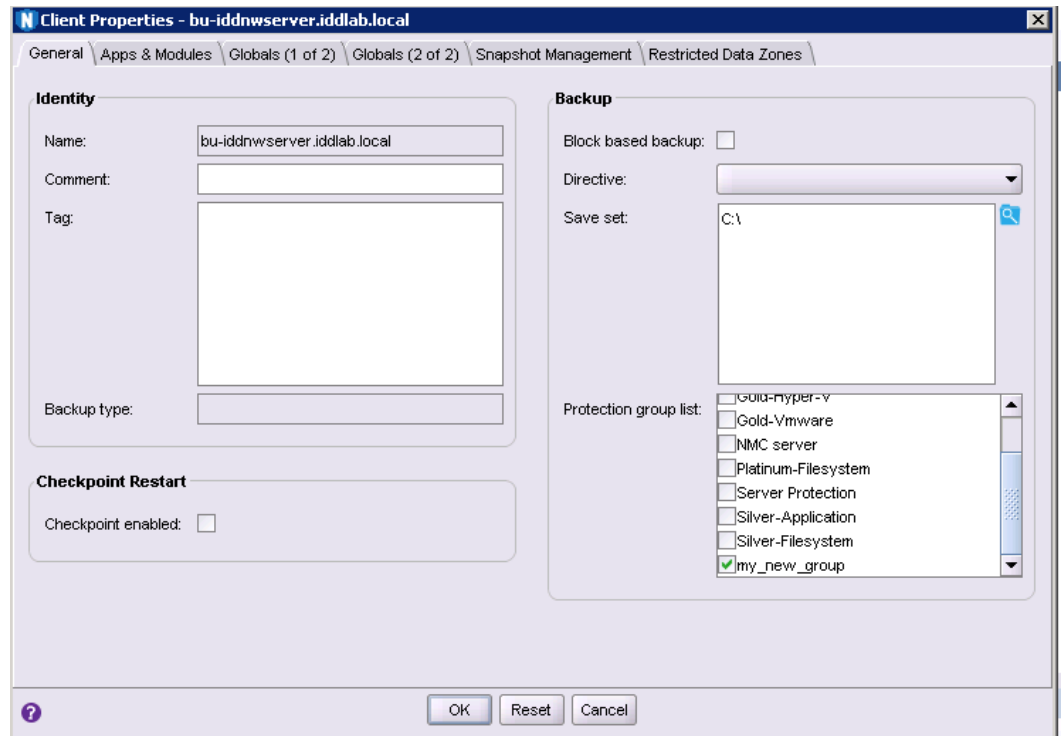 N Client Properties - bu-iddnwserver.iddlab.local
General Apps & Modules Globals (1 of 2) Globals (2 of 2) Snapshot Management Restricted Data Zones
Identity
Name: bu-iddnwserver.iddlab.local
Comment:
Tag:
Backup type:
Checkpoint Restart
Checkpoint enabled:
Backup
Block based backup:
Directive:
Save set: C:\
Protection group list:
Gold-Hyper-V
Gold-Vmware
NMC server
Platinum-Filesystem
Server Protection
Silver-Application
Silver-Filesystem
my_new_group
? OK Reset Cancel